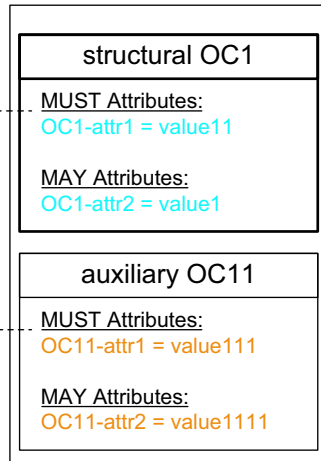 structural OC1
MUST Attributes:
OC1-attr1 = value11
MAY Attributes:
OC1-attr2 = value1
auxiliary OC11
MUST Attributes:
OC11-attr1 = value111
MAY Attributes:
OC11-attr2 = value1111